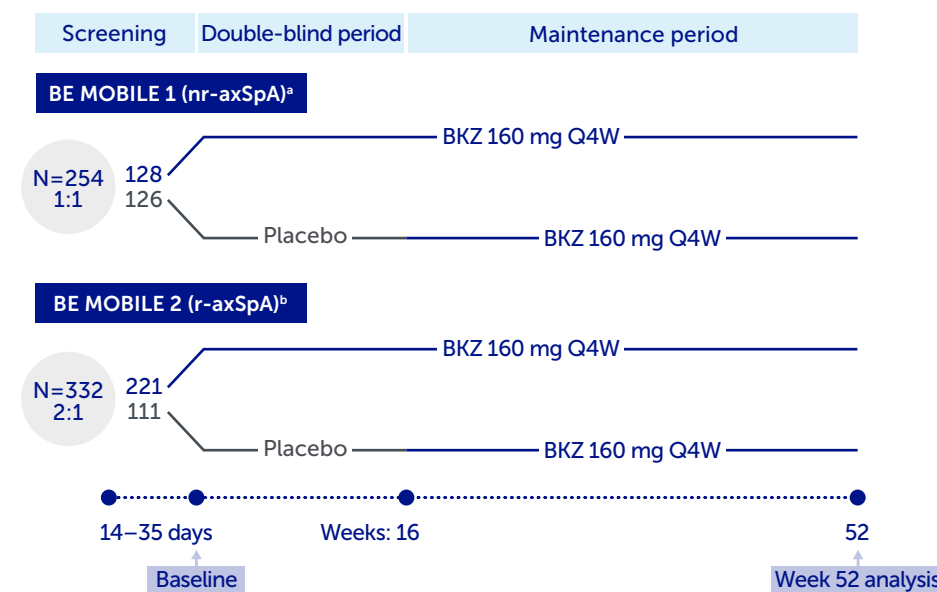 Screening Double-blind period Maintenance period
BE MOBILE 1 (nr-axSpA)ᵃ
BKZ 160 mg Q4W
N=254 128
1:1 126
Placebo BKZ 160 mg Q4W
BE MOBILE 2 (r-axSpA)ᵇ
BKZ 160 mg Q4W
N=332 221
2:1 111
Placebo BKZ 160 mg Q4W
14–35 days Weeks: 16 52
Baseline Week 52 analysis